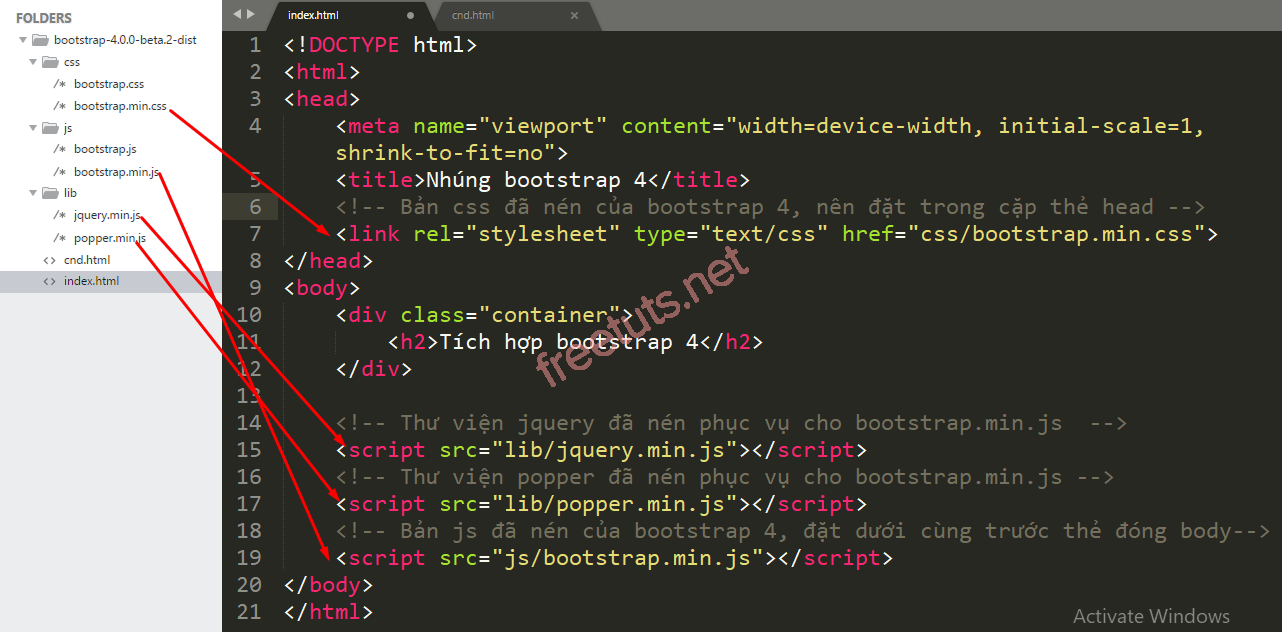 FOLDERS
bootstrap-4.0.0-beta.2-dist
css
/* bootstrap.css
/* bootstrap.min.css
js
/* bootstrap.js
/* bootstrap.min.js
lib
/* jquery.min.js
/* popper.min.js
<> cnd.html
<> index.html
index.html
cnd.html
1 <!DOCTYPE html>
2 <html>
3 <head>
4 <meta name="viewport" content="width=device-width, initial-scale=1,
shrink-to-fit=no">
5 <title>Nhúng bootstrap 4</title>
6 <!-- Bản css đã nén của bootstrap 4, nên đặt trong cặp thẻ head -->
7 <link rel="stylesheet" type="text/css" href="css/bootstrap.min.css">
8 </head>
9 <body>
10 <div class="container">
11 <h2>Tích hợp bootstrap 4</h2>
12 </div>
13
14 <!-- Thư viện jquery đã nén phục vụ cho bootstrap.min.js  -->
15 <script src="lib/jquery.min.js"></script>
16 <!-- Thư viện popper đã nén phục vụ cho bootstrap.min.js -->
17 <script src="lib/popper.min.js"></script>
18 <!-- Bản js đã nén của bootstrap 4, đặt dưới cùng trước thẻ đóng body-->
19 <script src="js/bootstrap.min.js"></script>
20 </body>
21 </html>
freetuts.net
Activate Windows